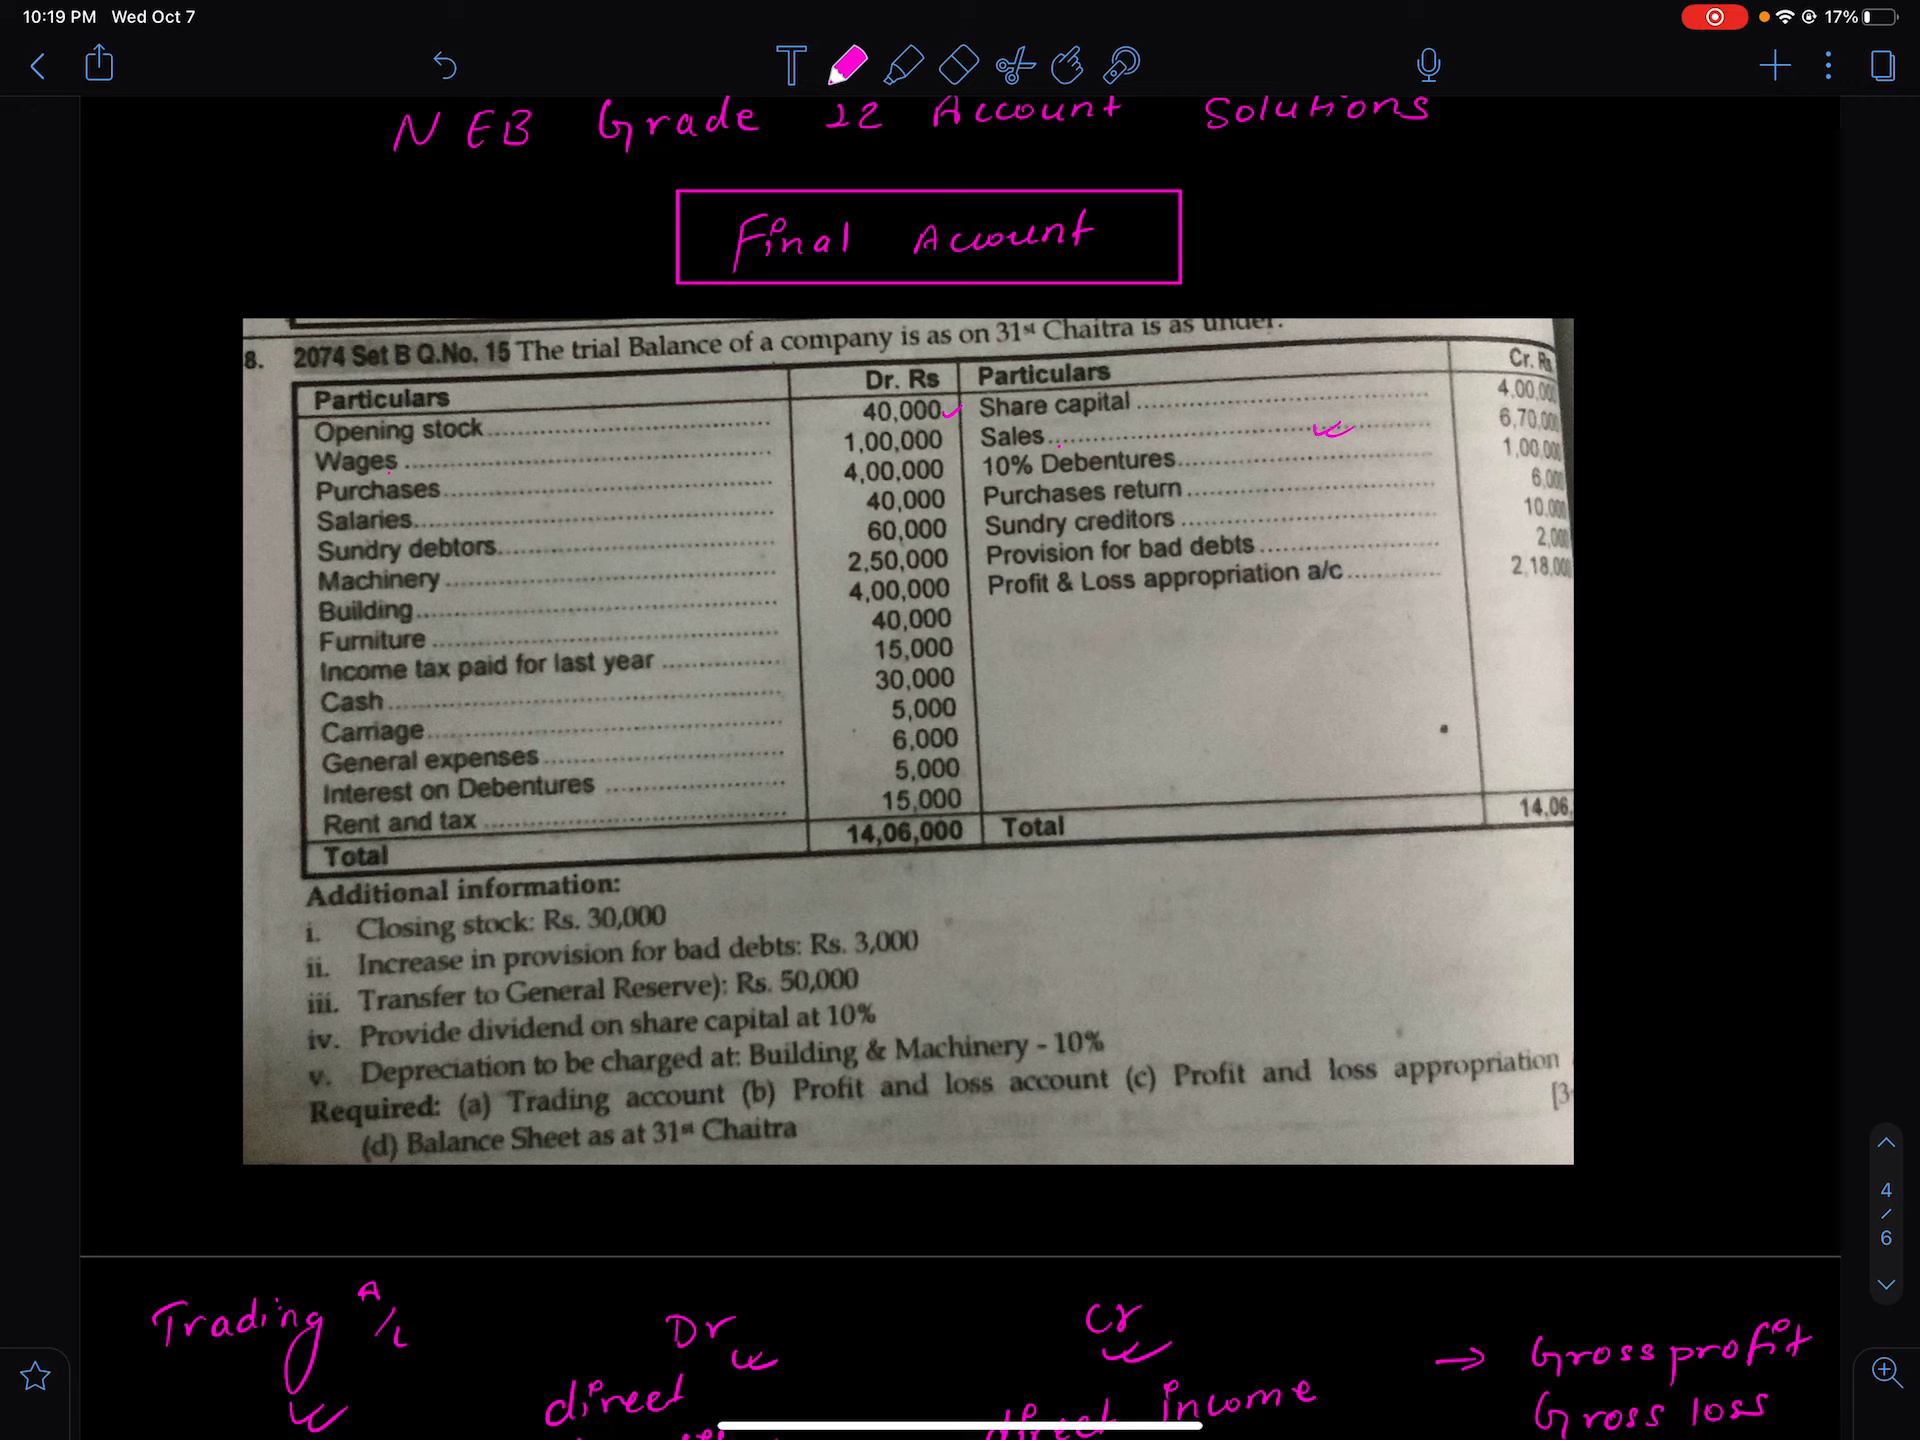 10:19 PM Wed Oct 7
17%
NEB Grade 12 Account Solutions
Final Account
8. 2074 Set B Q.No. 15 The trial Balance of a company is as on 31st Chaitra is as under.
Particulars Dr. Rs Particulars Cr. Rs
Opening stock 40,000 Share capital 4,00,000
Wages 1,00,000 Sales 6,70,000
Purchases 4,00,000 10% Debentures 1,00,000
Salaries 40,000 Purchases return 6,000
Sundry debtors 60,000 Sundry creditors 10,000
Machinery 2,50,000 Provision for bad debts 2,000
Building 4,00,000 Profit & Loss appropriation a/c 2,18,000
Furniture 40,000
Income tax paid for last year 15,000
Cash 30,000
Carriage 5,000
General expenses 6,000
Interest on Debentures 5,000
Rent and tax 15,000
Total 14,06,000 Total 14,06,
Additional information:
i. Closing stock: Rs. 30,000
ii. Increase in provision for bad debts: Rs. 3,000
iii. Transfer to General Reserve): Rs. 50,000
iv. Provide dividend on share capital at 10%
v. Depreciation to be charged at: Building & Machinery - 10%
Required: (a) Trading account (b) Profit and loss account (c) Profit and loss appropriation
(d) Balance Sheet as at 31st Chaitra [3
4
/
6
Trading A/c Dr Cr → Gross profit
direct direct income Gross loss